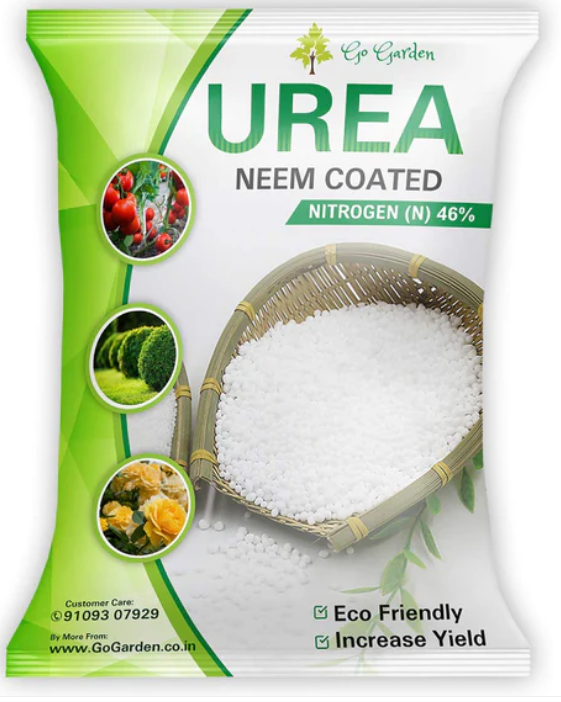 Go Garden
UREA
NEEM COATED
NITROGEN (N) 46%
Customer Care:
91093 07929
By More From:
www.GoGarden.co.in
Eco Friendly
Increase Yield